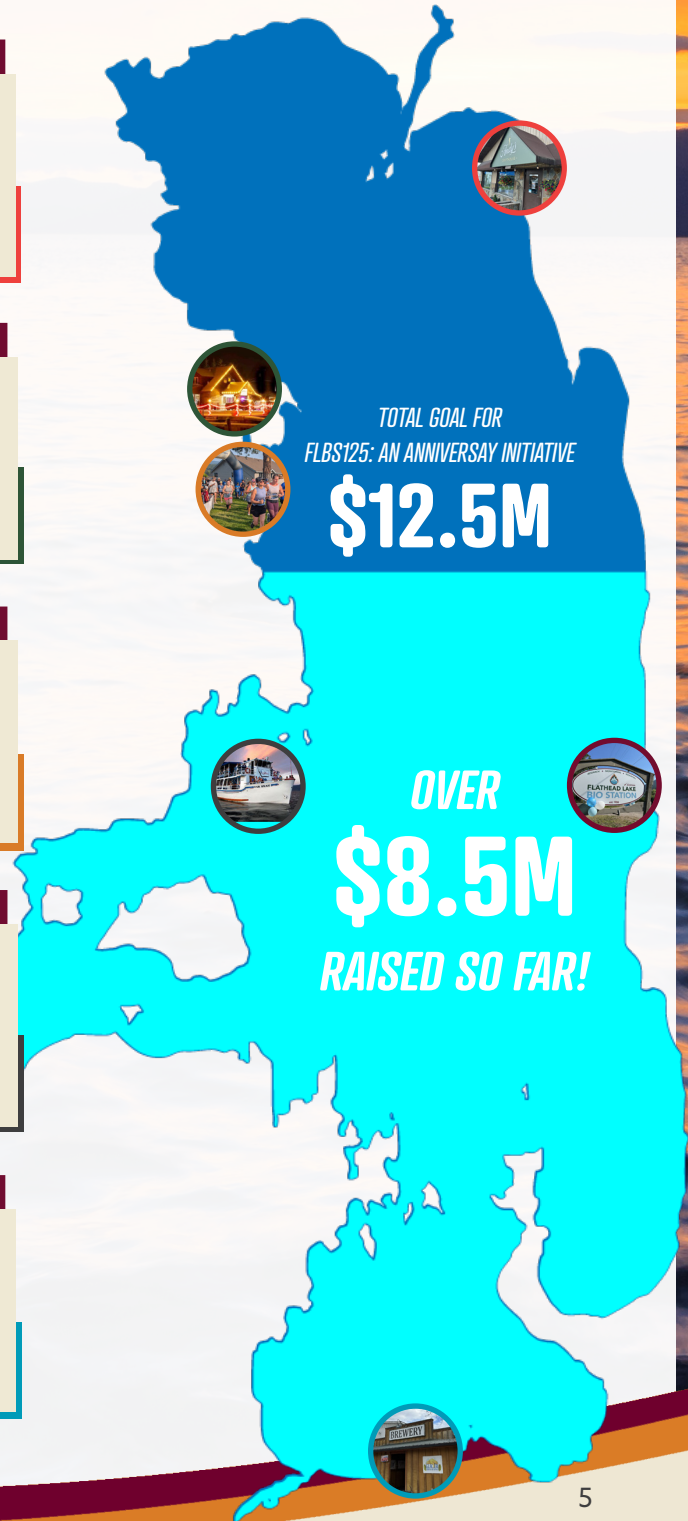 TOTAL GOAL FOR
FLBS125: AN ANNIVERSAY INITIATIVE
$12.5M
FLATHEAD LAKE
BIO STATION
OVER
$8.5M
RAISED SO FAR!
BREWERY
5